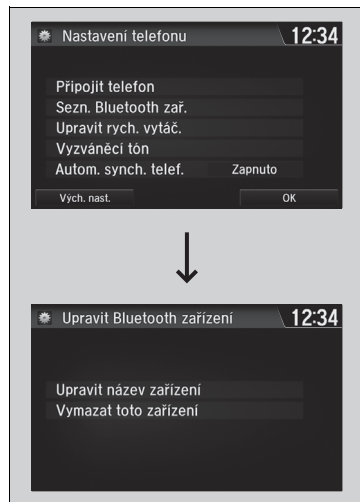 Nastavení telefonu 12:34
Připojit telefon
Sezn. Bluetooth zař.
Upravit rych. vytáč.
Vyzváněcí tón
Autom. synch. telef. Zapnuto
Vých. nast. OK
Upravit Bluetooth zařízení 12:34
Upravit název zařízení
Vymazat toto zařízení